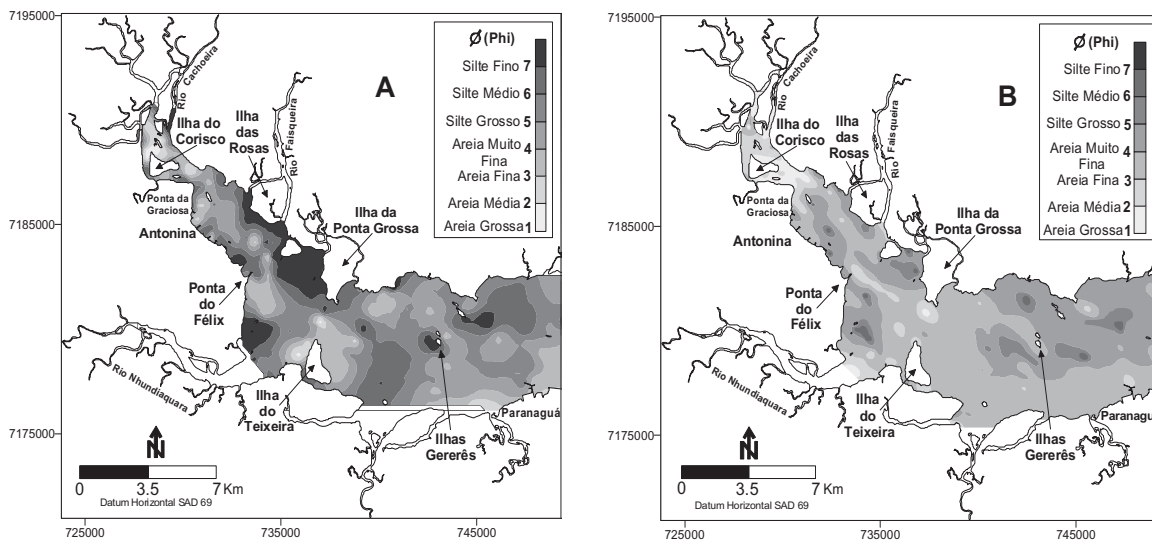 7195000
Ø (Phi)
Silte Fino 7
Silte Médio 6
Silte Grosso 5
Areia Muito 4
Fina
Areia Fina 3
Areia Média 2
Areia Grossa 1
A
Rio Cachoeira
Ilha do
Corisco
Ilha
das
Rosas
Rio Faisqueira
Ponta da
Graciosa
Ilha da
Ponta Grossa
7185000
Antonina
Ponta
do
Félix
Rio Nhundiaquara
Ilha
do
Teixeira
Paranaguá
Ilhas
Gererês
7175000
N
0 3.5 7 Km
Datum Horizontal SAD 69
725000 735000 745000
7195000
Ø (Phi)
Silte Fino 7
Silte Médio 6
Silte Grosso 5
Areia Muito 4
Fina
Areia Fina 3
Areia Média 2
Areia Grossa 1
B
Rio Cachoeira
Ilha do
Corisco
Ilha
das
Rosas
Rio Faisqueira
Ponta da
Graciosa
Ilha da
Ponta Grossa
7185000
Antonina
Ponta
do
Félix
Rio Nhundiaquara
Ilha
do
Teixeira
Paranagu
Ilhas
Gererês
7175000
N
0 3.5 7 Km
Datum Horizontal SAD 69
725000 735000 745000